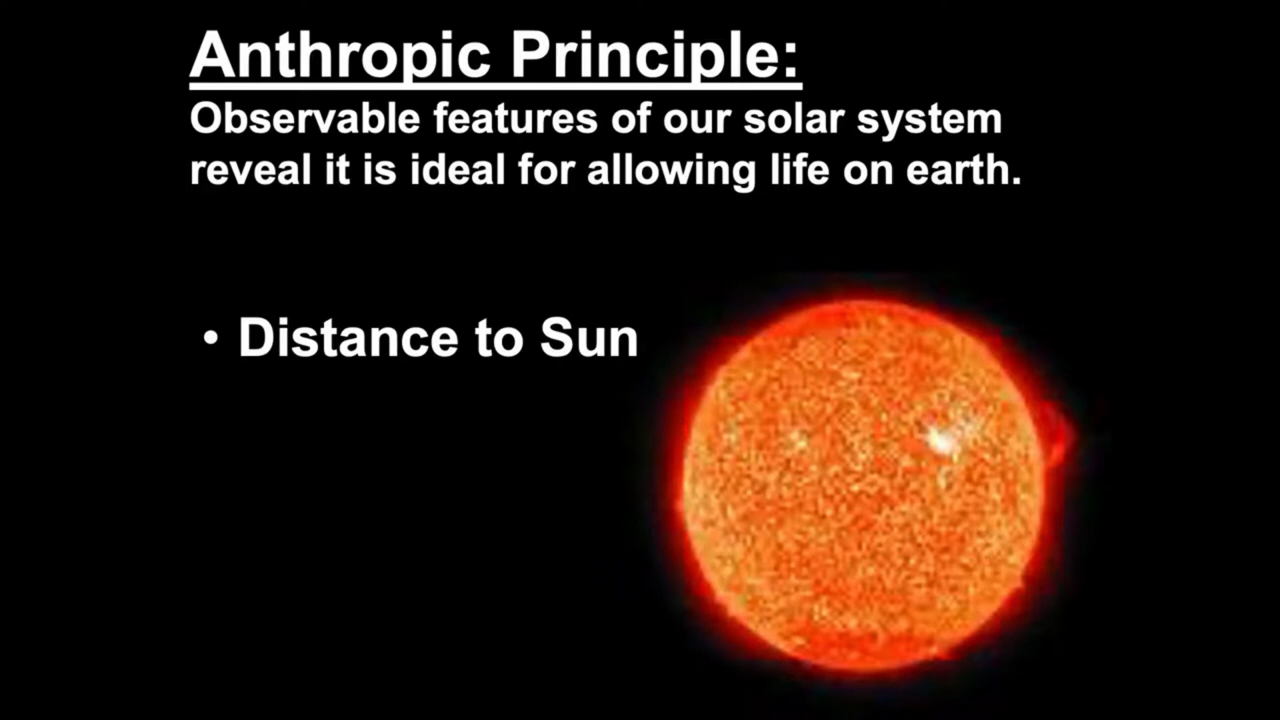 Anthropic Principle:
Observable features of our solar system
reveal it is ideal for allowing life on earth.
• Distance to Sun